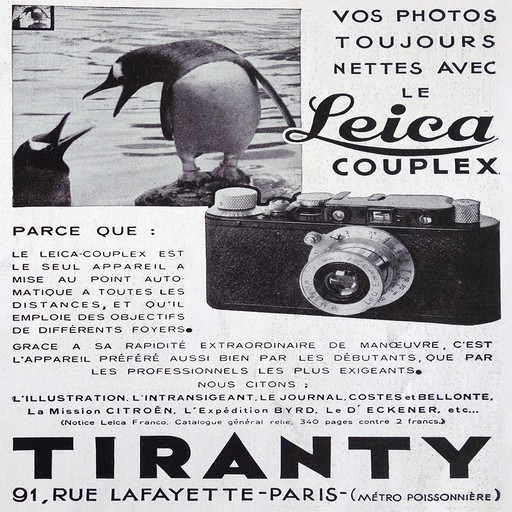 VOS PHOTOS
TOUJOURS
NETTES AVEC
LE
Leica
COUPLEX
PARCE QUE :
LE LEICA-COUPLEX EST
LE SEUL APPAREIL A
MISE AU POINT AUTO-
MATIQUE A TOUTES LES
DISTANCES, ET QU'IL
EMPLOIE DES OBJECTIFS
DE DIFFÉRENTS FOYERS.
GRACE A SA RAPIDITÉ EXTRAORDINAIRE DE MANŒUVRE, C'EST
L'APPAREIL PRÉFÉRÉ AUSSI BIEN PAR LES DÉBUTANTS, QUE PAR
LES PROFESSIONNELS LES PLUS EXIGEANTS.
NOUS CITONS :
L'ILLUSTRATION, L'INTRANSIGEANT, LE JOURNAL, COSTES et BELLONTE,
La Mission CITROËN, L'Expédition BYRD, Le Dr ECKENER, etc...
(Notice Leica Franco. Catalogue général relié, 340 pages contre 2 francs.)
TIRANTY
91, RUE LAFAYETTE-PARIS-(MÉTRO POISSONNIÈRE)